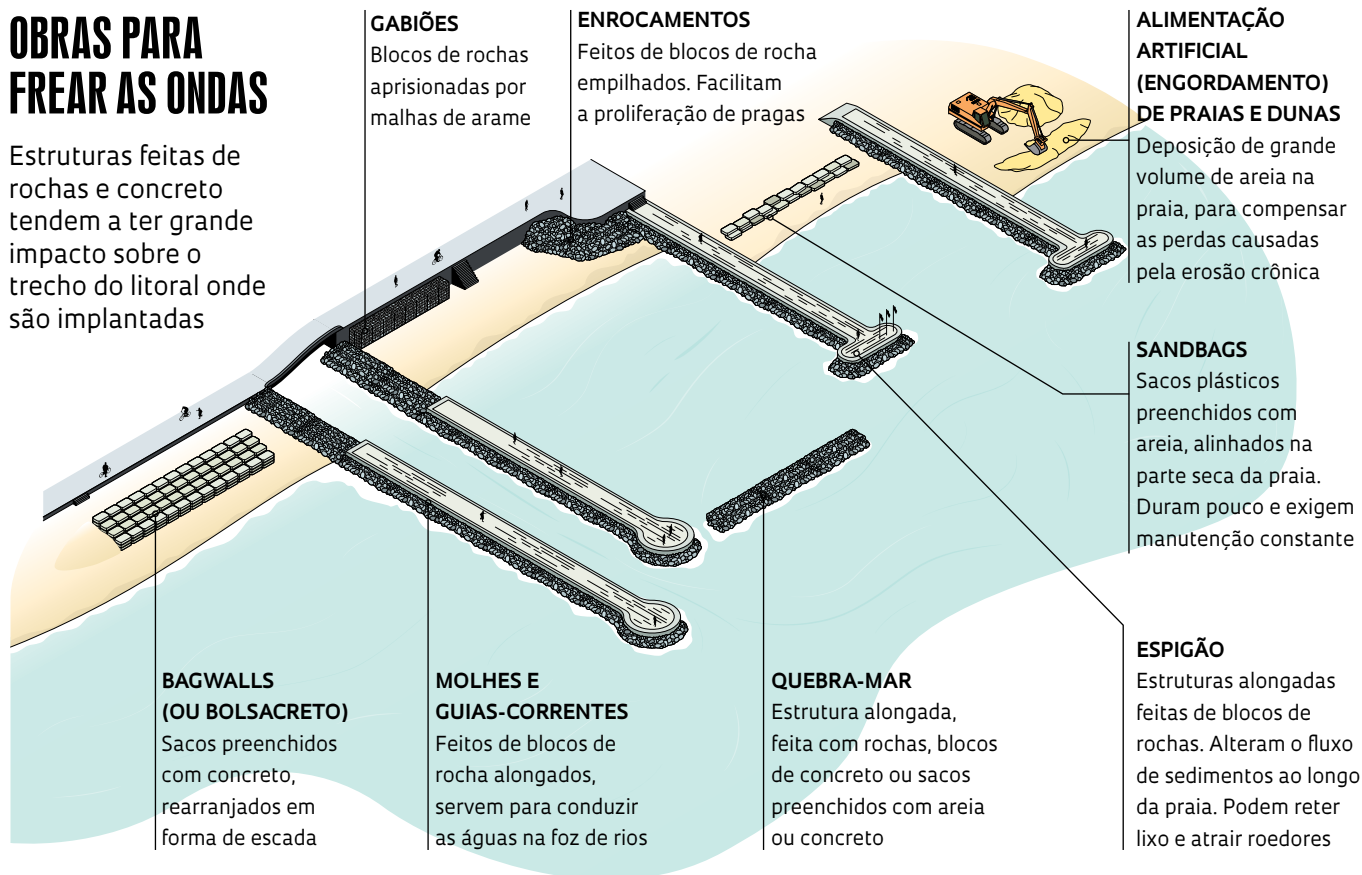 OBRAS PARA
FREAR AS ONDAS
Estruturas feitas de
rochas e concreto
tendem a ter grande
impacto sobre o
trecho do litoral onde
são implantadas
GABIÕES
Blocos de rochas
aprisionadas por
malhas de arame
ENROCAMENTOS
Feitos de blocos de rocha
empilhados. Facilitam
a proliferação de pragas
ALIMENTAÇÃO
ARTIFICIAL
(ENGORDAMENTO)
DE PRAIAS E DUNAS
Deposição de grande
volume de areia na
praia, para compensar
as perdas causadas
pela erosão crônica
SANDBAGS
Sacos plásticos
preenchidos com
areia, alinhados na
parte seca da praia.
Duram pouco e exigem
manutenção constante
BAGWALLS
(OU BOLSACRETO)
Sacos preenchidos
com concreto,
rearranjados em
forma de escada
MOLHES E
GUIAS-CORRENTES
Feitos de blocos de
rocha alongados,
servem para conduzir
as águas na foz de rios
QUEBRA-MAR
Estrutura alongada,
feita com rochas, blocos
de concreto ou sacos
preenchidos com areia
ou concreto
ESPIGÃO
Estruturas alongadas
feitas de blocos de
rochas. Alteram o fluxo
de sedimentos ao longo
da praia. Podem reter
lixo e atrair roedores